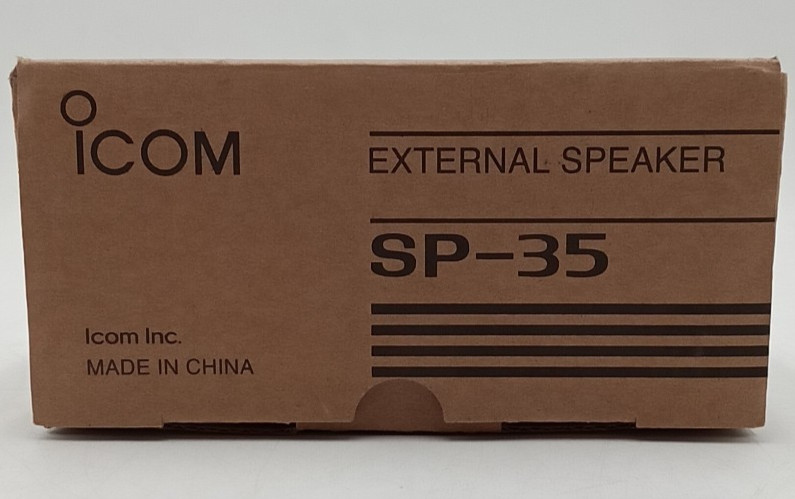 ICOM
EXTERNAL SPEAKER
SP-35
Icom Inc.
MADE IN CHINA